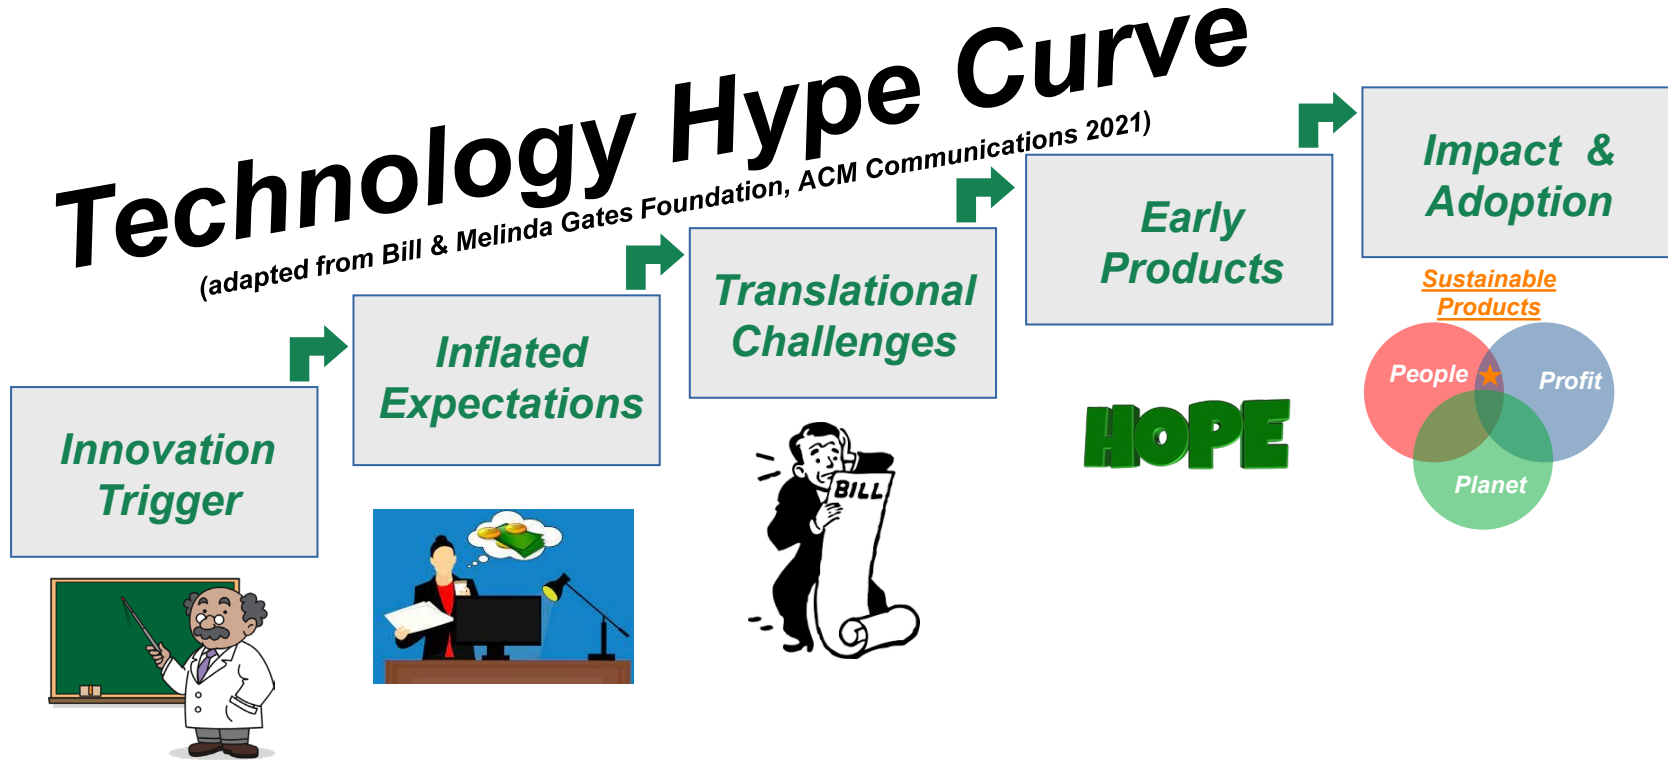 Technology Hype Curve
(adapted from Bill & Melinda Gates Foundation, ACM Communications 2021)
Innovation
Trigger
Inflated
Expectations
Translational
Challenges
BILL
Early
Products
HOPE
Impact & 
Adoption
Sustainable
Products
People
Profit
Planet